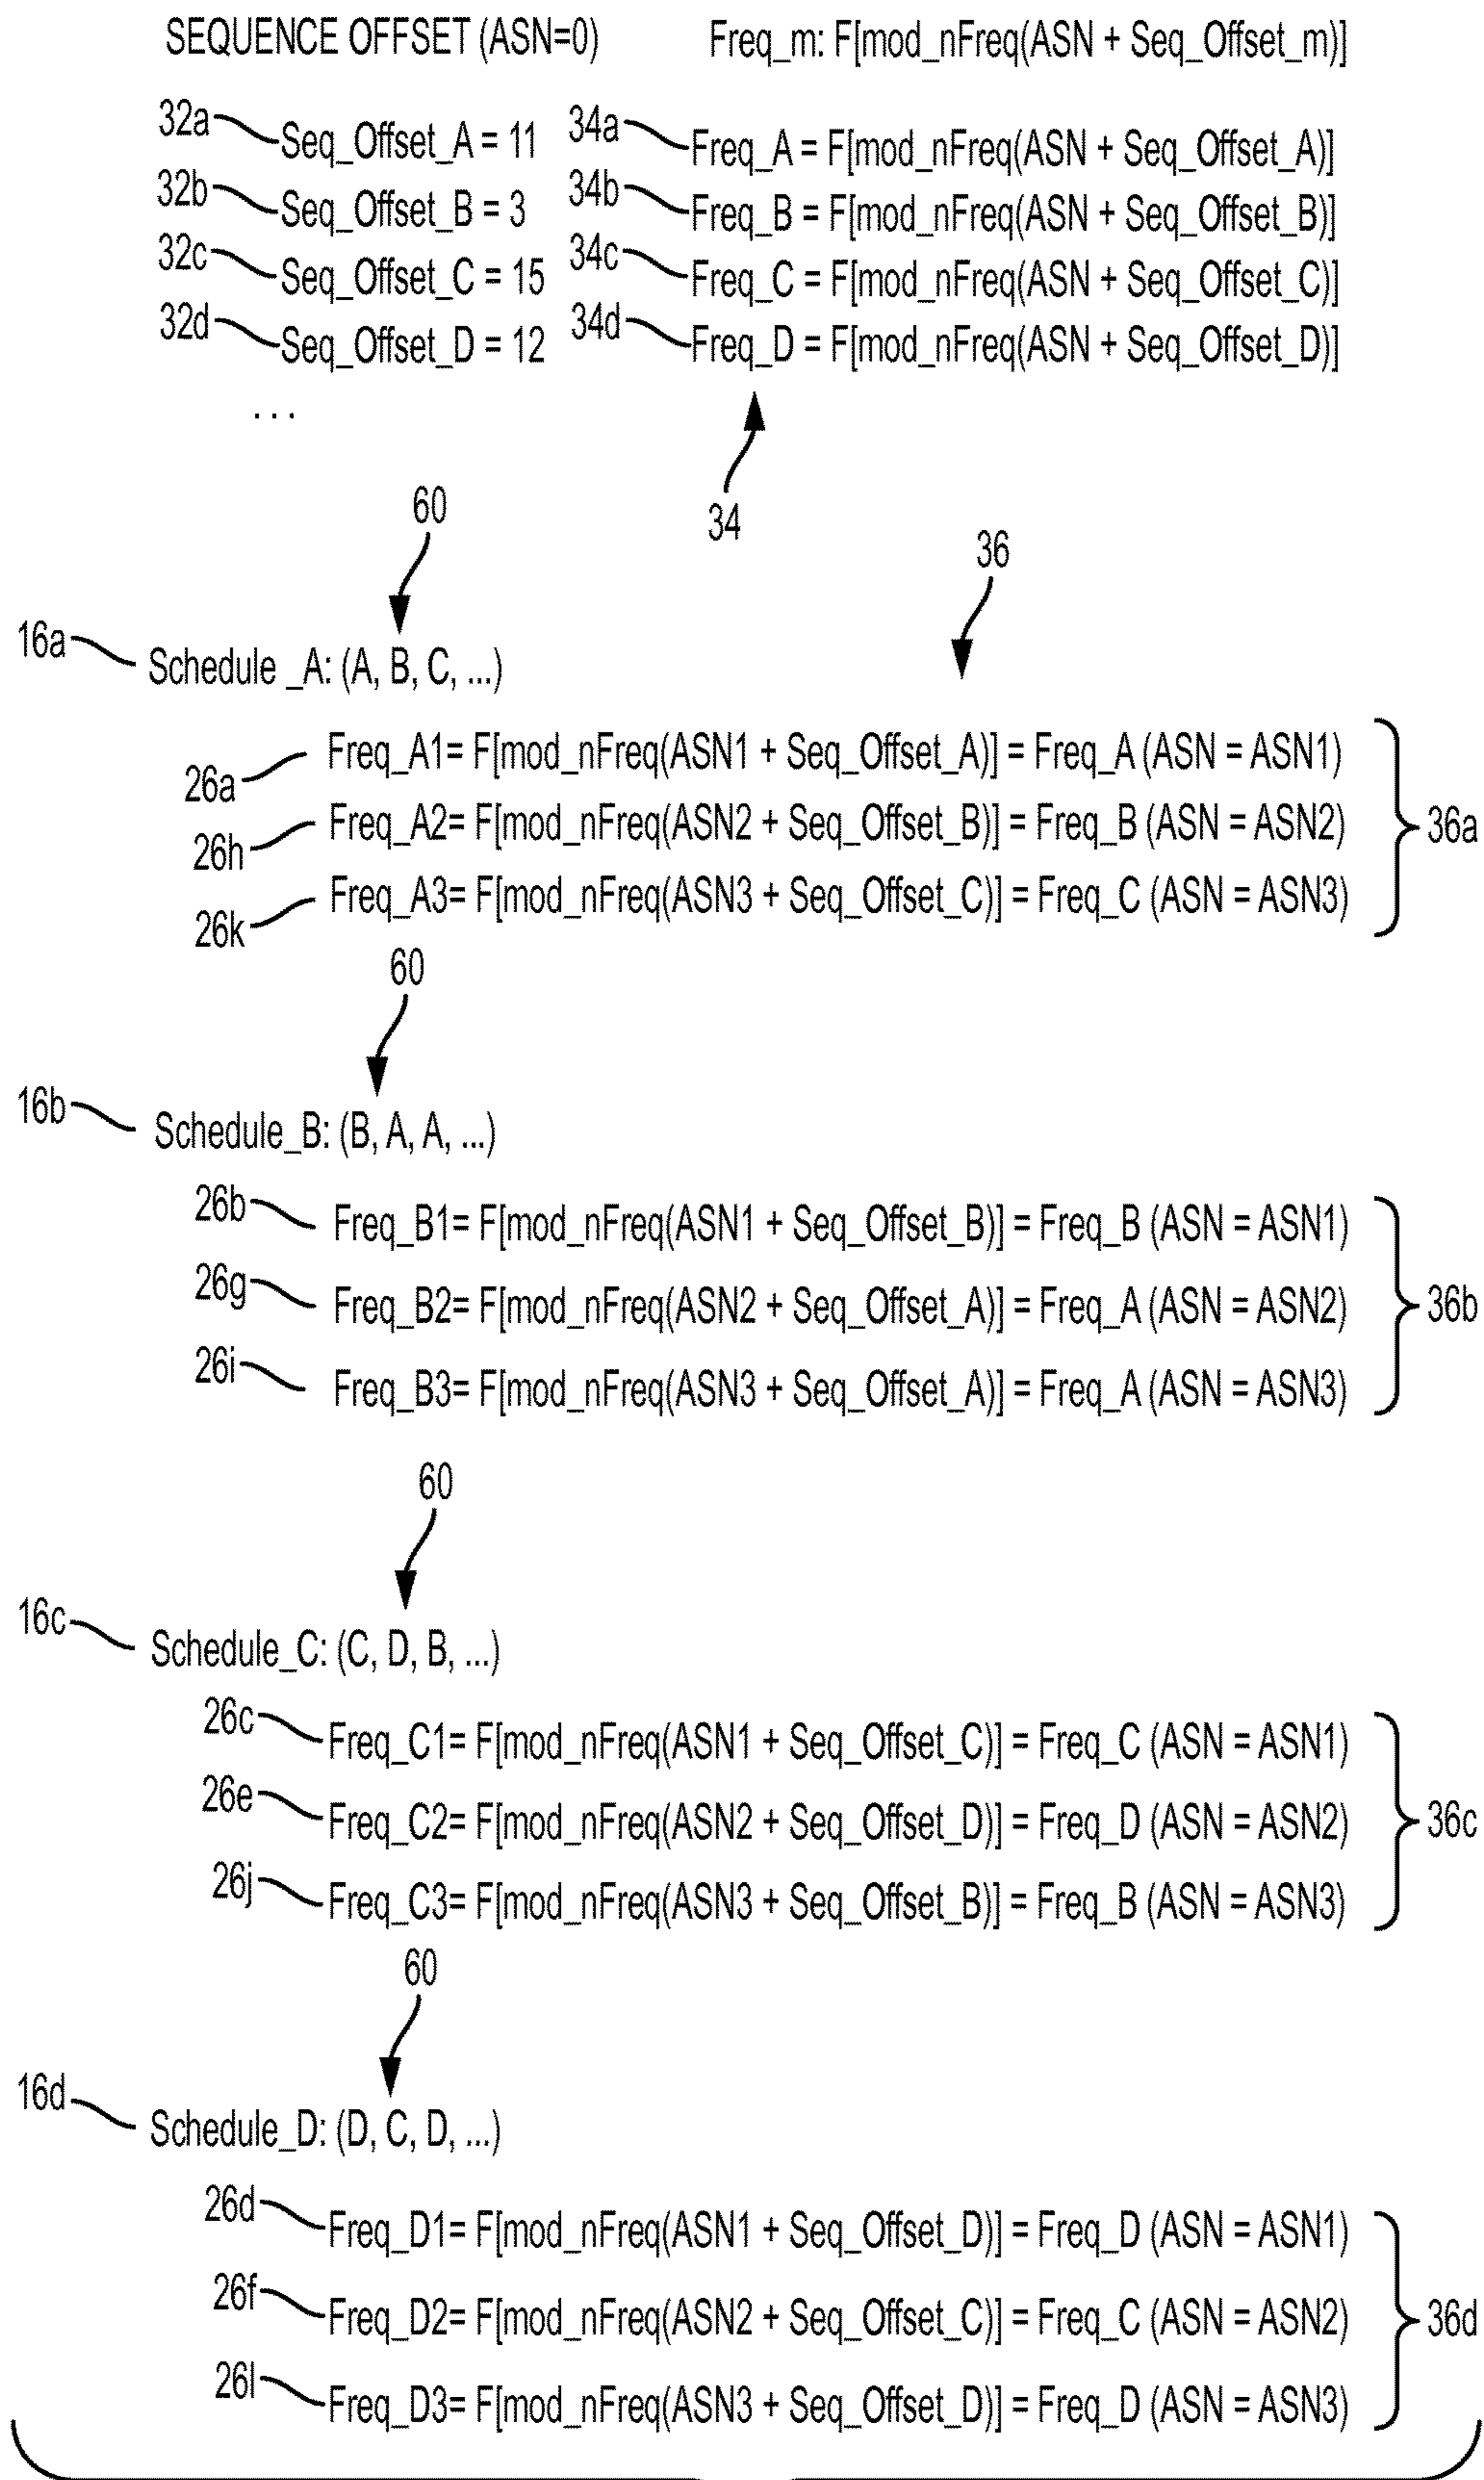 SEQUENCE OFFSET (ASN=0) Freq_m: F[mod_nFreq(ASN + Seq_Offset_m)]
32a Seq_Offset_A = 11 34a Freq_A = F[mod_nFreq(ASN + Seq_Offset_A)]
32b Seq_Offset_B = 3 34b Freq_B = F[mod_nFreq(ASN + Seq_Offset_B)]
32c Seq_Offset_C = 15 34c Freq_C = F[mod_nFreq(ASN + Seq_Offset_C)]
32d Seq_Offset_D = 12 34d Freq_D = F[mod_nFreq(ASN + Seq_Offset_D)]
...
60 34 36
16a Schedule _A: (A, B, C, ...)
26a Freq_A1= F[mod_nFreq(ASN1 + Seq_Offset_A)] = Freq_A (ASN = ASN1)
26h Freq_A2= F[mod_nFreq(ASN2 + Seq_Offset_B)] = Freq_B (ASN = ASN2) 36a
26k Freq_A3= F[mod_nFreq(ASN3 + Seq_Offset_C)] = Freq_C (ASN = ASN3)
60
16b Schedule_B: (B, A, A, ...)
26b Freq_B1= F[mod_nFreq(ASN1 + Seq_Offset_B)] = Freq_B (ASN = ASN1)
26g Freq_B2= F[mod_nFreq(ASN2 + Seq_Offset_A)] = Freq_A (ASN = ASN2) 36b
26i Freq_B3= F[mod_nFreq(ASN3 + Seq_Offset_A)] = Freq_A (ASN = ASN3)
60
16c Schedule_C: (C, D, B, ...)
26c Freq_C1= F[mod_nFreq(ASN1 + Seq_Offset_C)] = Freq_C (ASN = ASN1)
26e Freq_C2= F[mod_nFreq(ASN2 + Seq_Offset_D)] = Freq_D (ASN = ASN2) 36c
26j Freq_C3= F[mod_nFreq(ASN3 + Seq_Offset_B)] = Freq_B (ASN = ASN3)
60
16d Schedule_D: (D, C, D, ...)
26d Freq_D1= F[mod_nFreq(ASN1 + Seq_Offset_D)] = Freq_D (ASN = ASN1)
26f Freq_D2= F[mod_nFreq(ASN2 + Seq_Offset_C)] = Freq_C (ASN = ASN2) 36d
26l Freq_D3= F[mod_nFreq(ASN3 + Seq_Offset_D)] = Freq_D (ASN = ASN3)